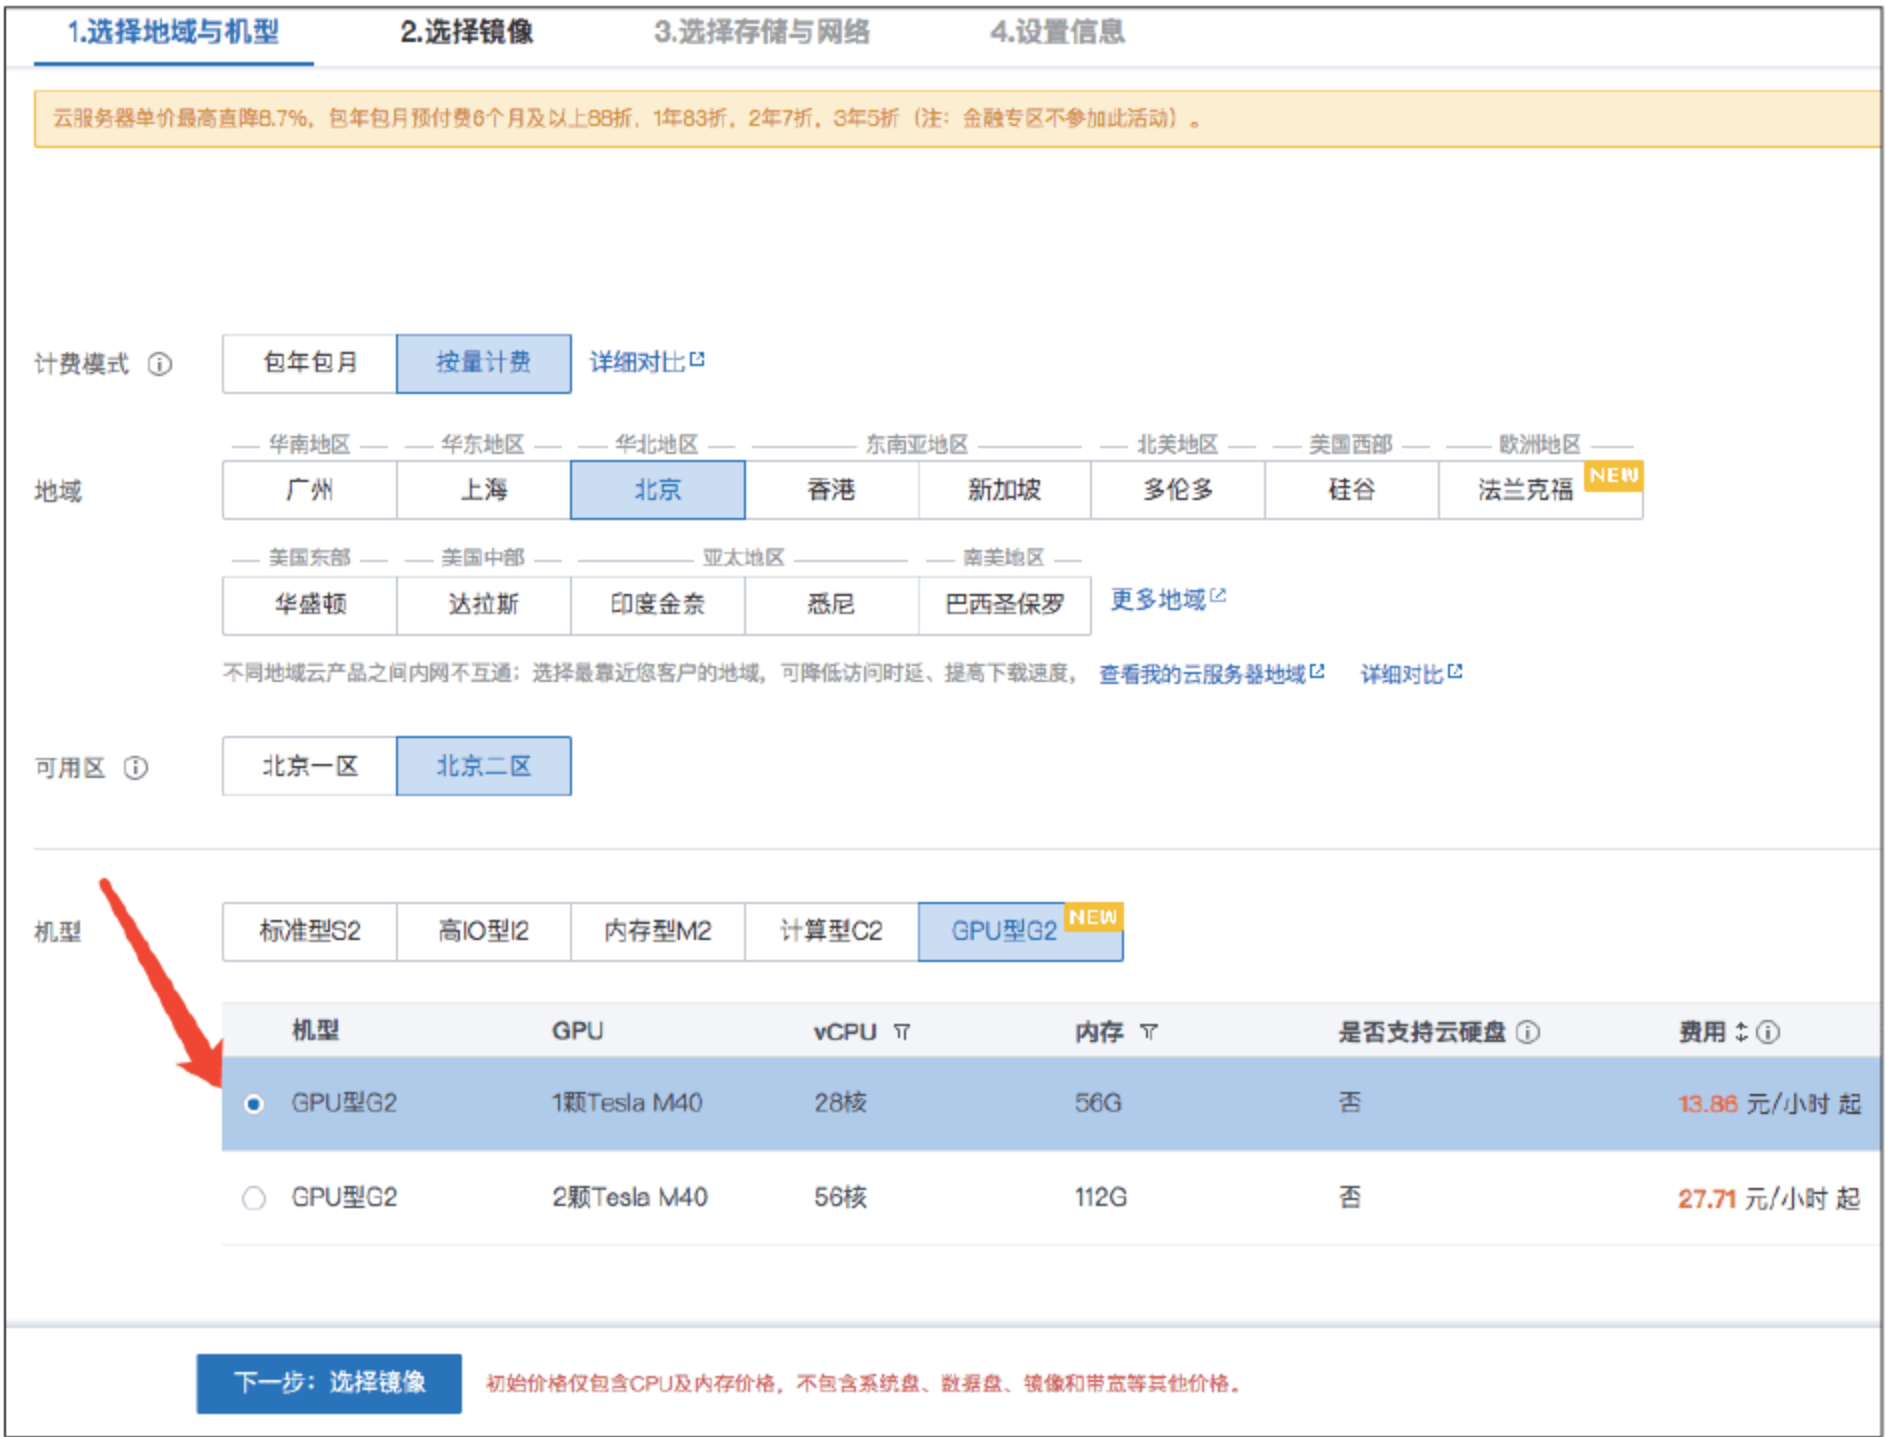 1.选择地域与机型 2.选择镜像 3.选择存储与网络 4.设置信息
云服务器单价最高直降8.7%，包年包月预付费6个月及以上88折，1年83折，2年7折，3年5折（注：金融专区不参加此活动）。
计费模式 包年包月 按量计费 详细对比
华南地区 华东地区 华北地区 东南亚地区 北美地区 美国西部 欧洲地区
地域 广州 上海 北京 香港 新加坡 多伦多 硅谷 法兰克福 NEW
美国东部 美国中部 亚太地区 南美地区
华盛顿 达拉斯 印度金奈 悉尼 巴西圣保罗 更多地域
不同地域云产品之间内网不互通；选择最靠近您客户的地域，可降低访问时延、提高下载速度， 查看我的云服务器地域 详细对比
可用区 北京一区 北京二区
机型 标准型S2 高IO型I2 内存型M2 计算型C2 GPU型G2 NEW
机型 GPU vCPU 内存 是否支持云硬盘 费用
GPU型G2 1颗Tesla M40 28核 56G 否 13.86 元/小时 起
GPU型G2 2颗Tesla M40 56核 112G 否 27.71 元/小时 起
下一步：选择镜像 初始价格仅包含CPU及内存价格，不包含系统盘、数据盘、镜像和带宽等其他价格。